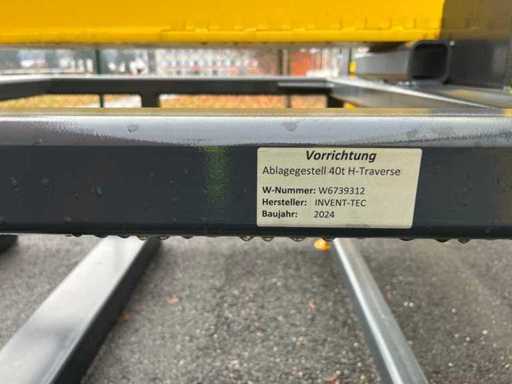 Vorrichtung
Ablagegestell 40t H-Traverse
W-Nummer: W6739312
Hersteller: INVENT-TEC
Baujahr: 2024